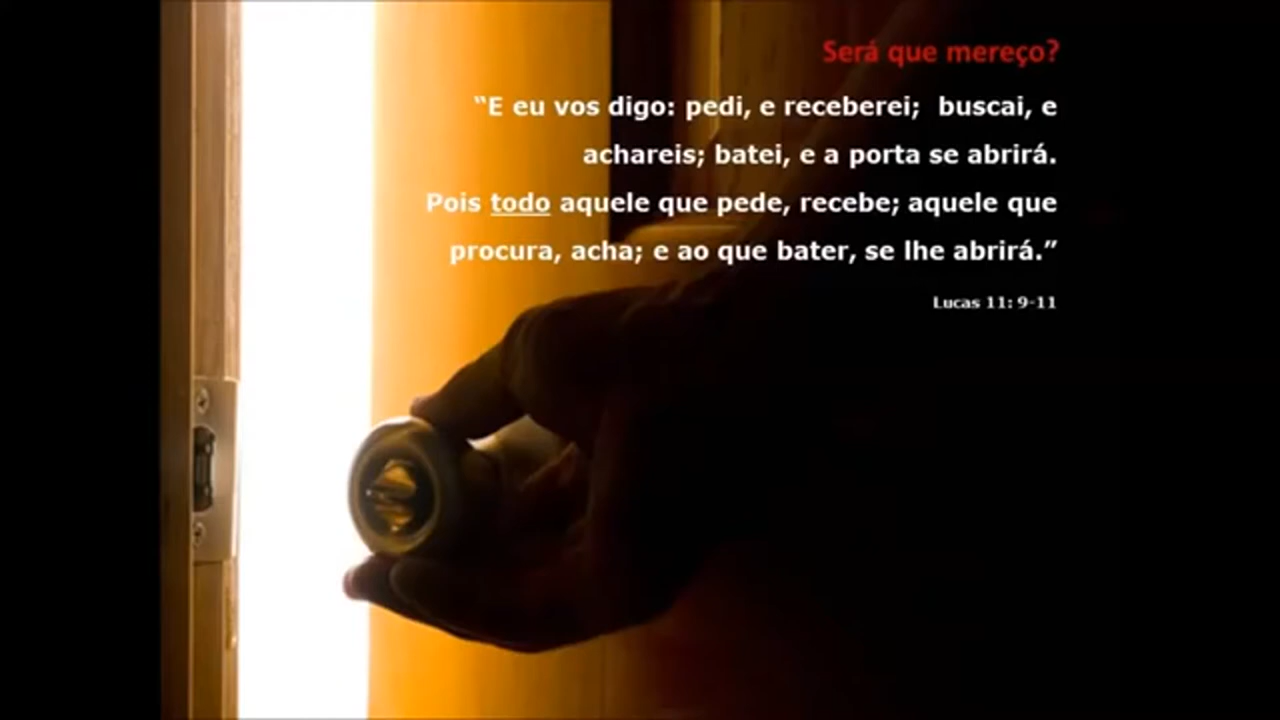 Será que mereço?
“E eu vos digo: pedi, e receberei;  buscai, e
achareis; batei, e a porta se abrirá.
Pois todo aquele que pede, recebe; aquele que
procura, acha; e ao que bater, se lhe abrirá.”
Lucas 11: 9-11